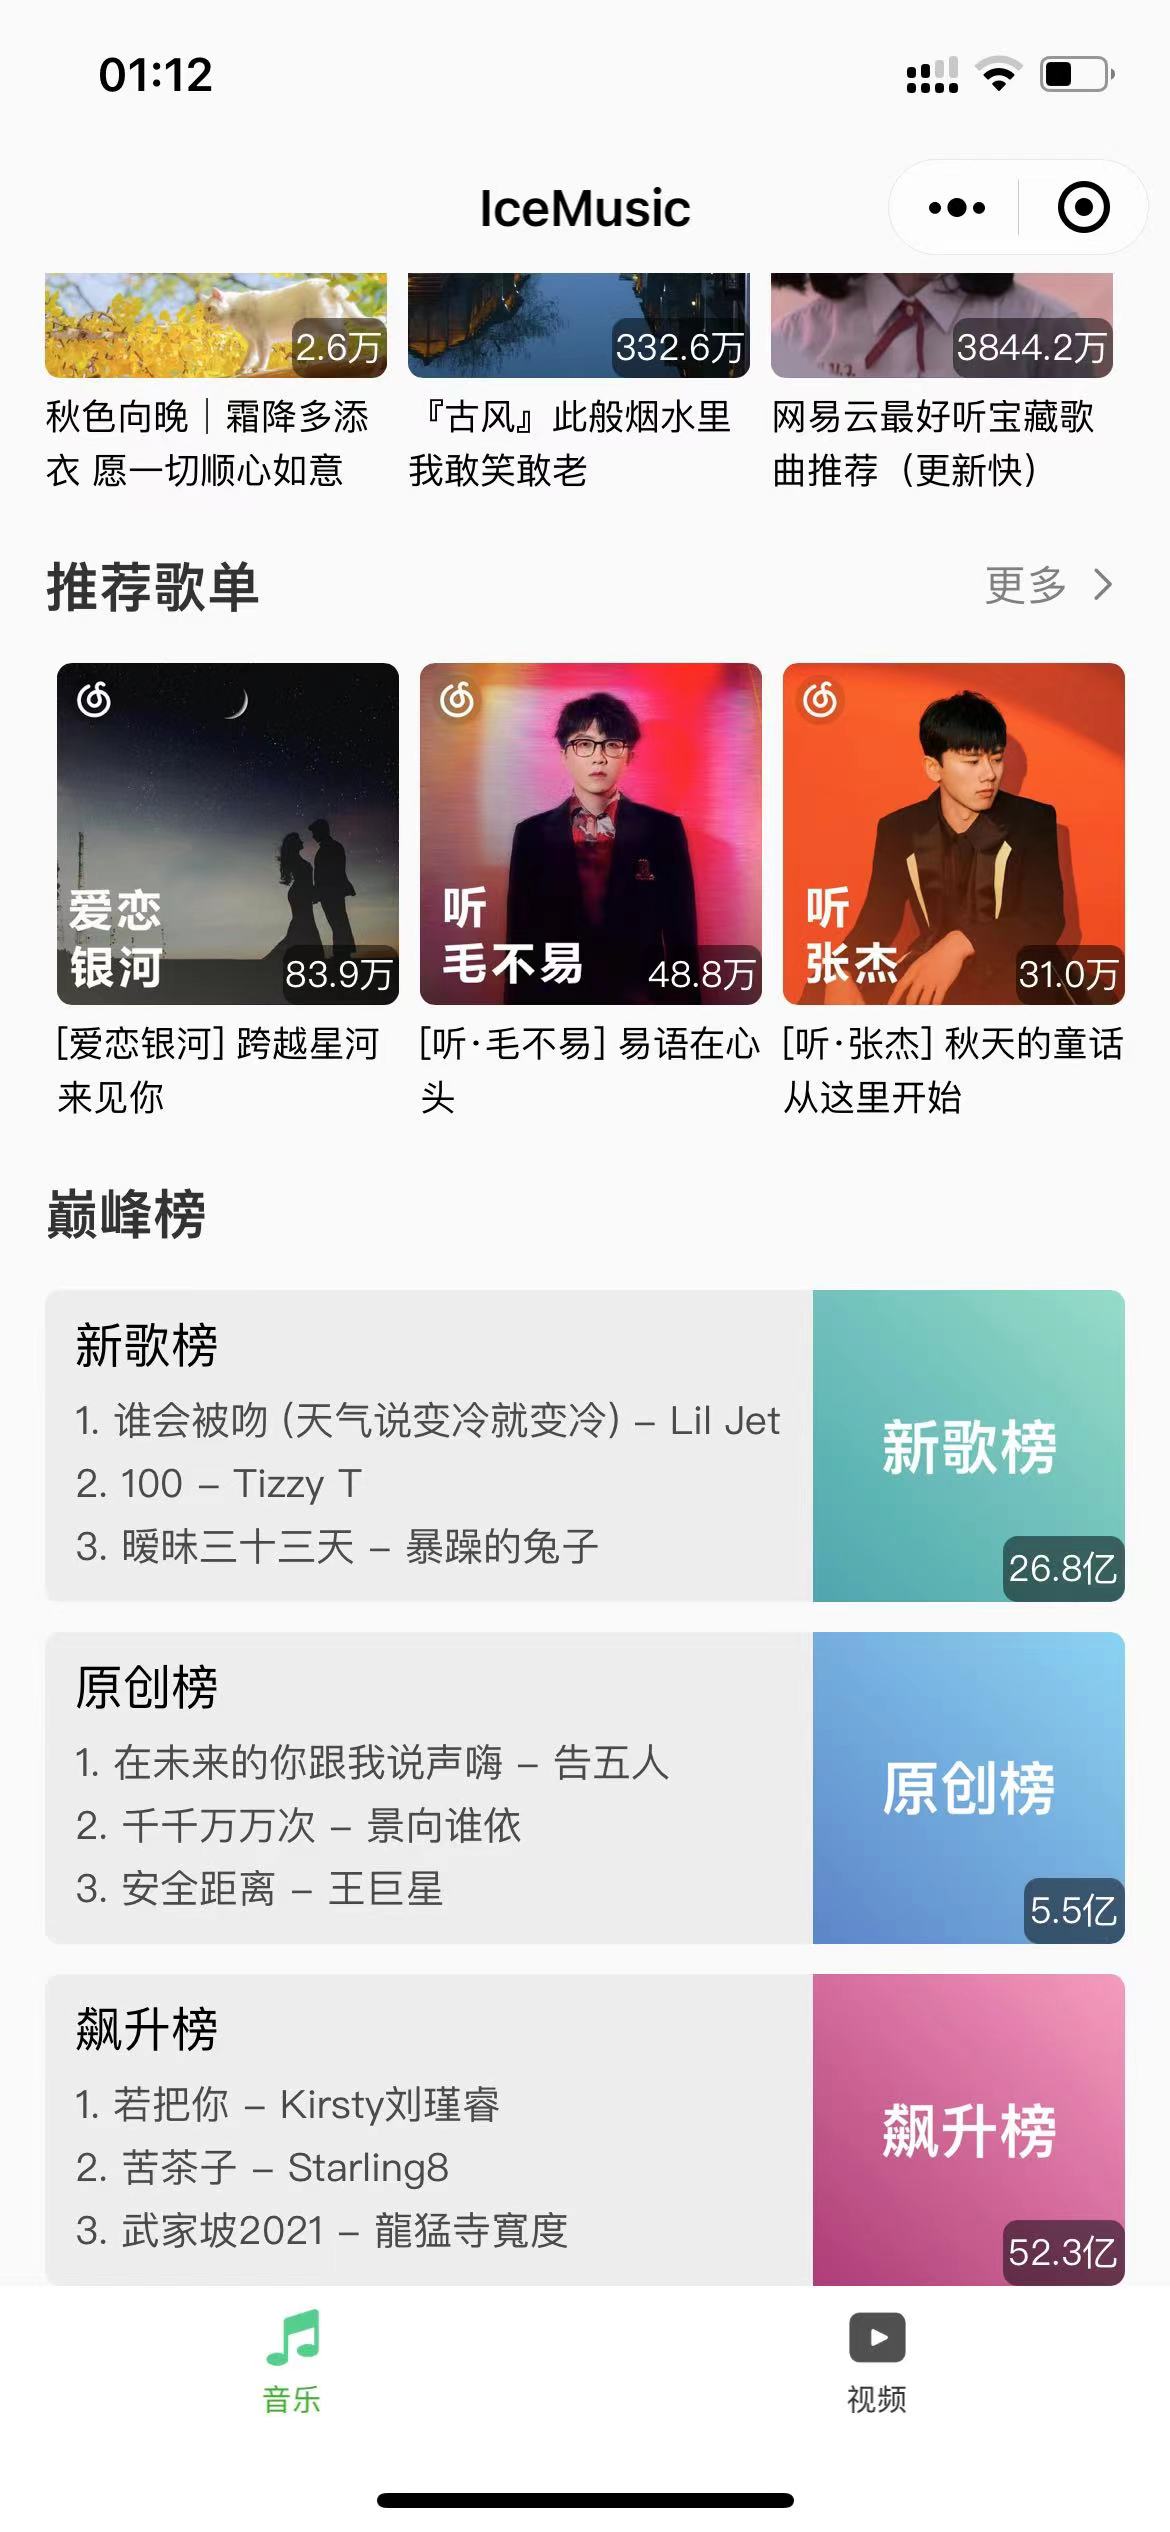 01:12
IceMusic
2.6万
332.6万
3844.2万
秋色向晚｜霜降多添
衣 愿一切顺心如意
『古风』此般烟水里
我敢笑敢老
网易云最好听宝藏歌
曲推荐（更新快）
推荐歌单
更多
爱恋
银河
83.9万
听
毛不易
48.8万
听
张杰
31.0万
[爱恋银河] 跨越星河
来见你
[听·毛不易] 易语在心
头
[听·张杰] 秋天的童话
从这里开始
巅峰榜
新歌榜
1. 谁会被吻 (天气说变冷就变冷) – Lil Jet
2. 100 – Tizzy T
3. 暧昧三十三天 – 暴躁的兔子
新歌榜
26.8亿
原创榜
1. 在未来的你跟我说声嗨 – 告五人
2. 千千万万次 – 景向谁依
3. 安全距离 – 王巨星
原创榜
5.5亿
飙升榜
1. 若把你 – Kirsty刘瑾睿
2. 苦茶子 – Starling8
3. 武家坡2021 – 龍猛寺寬度
飙升榜
52.3亿
音乐
视频